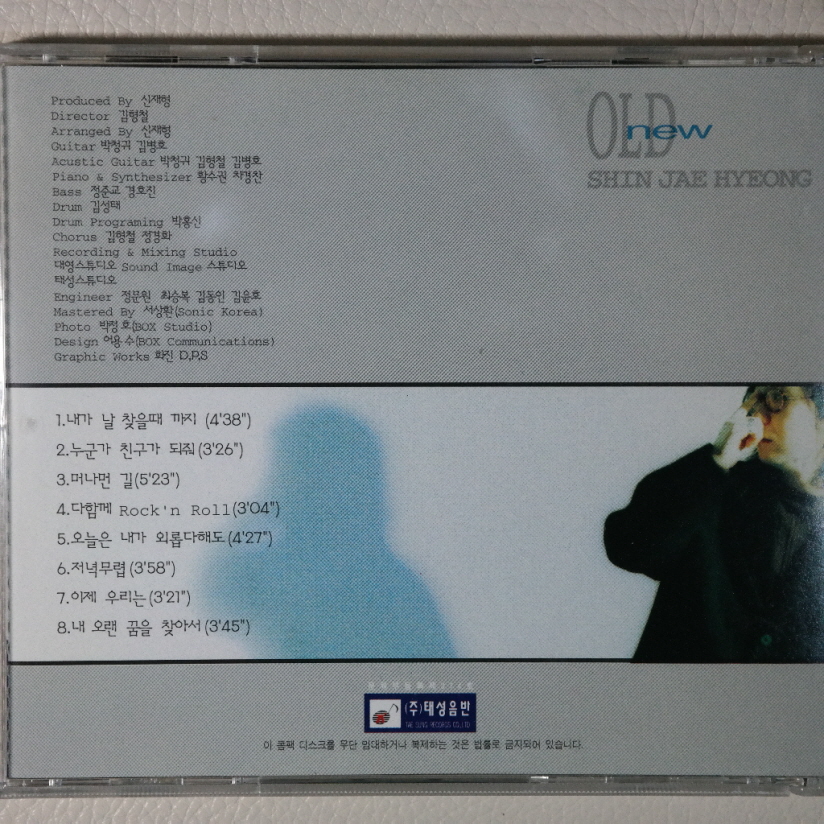 Produced By 신재형
Director 김형철
Arranged By 신재형
Guitar 박청귀 김병호
Acustic Guitar 박청귀 김형철 김병호
Piano & Synthesizer 황수권 차경찬
Bass 정준교 경호진
Drum 김성태
Drum Programing 박홍신
Chorus 김형철 정경화
Recording & Mixing Studio
대영스튜디오 Sound Image 스튜디오
태성스튜디오
Engineer 정문원 최승복 김동인 김윤호
Mastered By 서상환(Sonic Korea)
Photo 박정호(BOX Studio)
Design 어용수(BOX Communications)
Graphic Works 화진 D,P,S
OLD
new
SHIN JAE HYEONG
1.내가 날 찾을때 까지 (4'38")
2.누군가 친구가 되줘(3'26")
3.머나먼 길(5'23")
4.다함께 Rock'n Roll(3'04")
5.오늘은 내가 외롭다해도(4'27")
6.저녁무렵(3'58")
7.이제 우리는(3'21")
8.내 오랜 꿈을 찾아서(3'45")
(주)태성음반
TAE SUNG RECORDS CO.,LTD
이 콤팩 디스크를 무단 임대하거나 복제하는 것은 법률로 금지되어 있습니다.